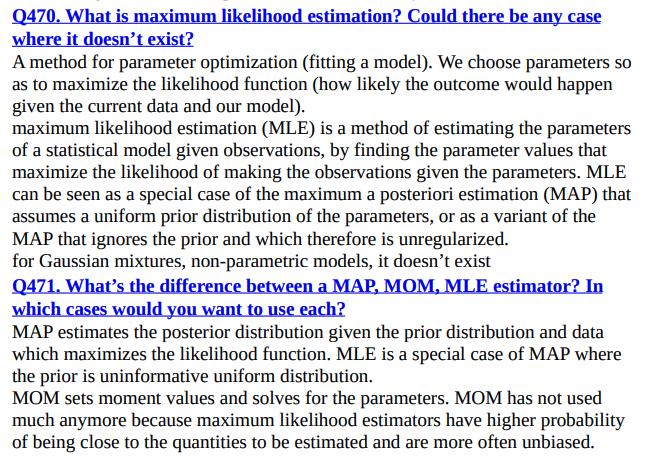 Q470. What is maximum likelihood estimation? Could there be any case
where it doesn’t exist?
A method for parameter optimization (fitting a model). We choose parameters so
as to maximize the likelihood function (how likely the outcome would happen
given the current data and our model).
maximum likelihood estimation (MLE) is a method of estimating the parameters
of a statistical model given observations, by finding the parameter values that
maximize the likelihood of making the observations given the parameters. MLE
can be seen as a special case of the maximum a posteriori estimation (MAP) that
assumes a uniform prior distribution of the parameters, or as a variant of the
MAP that ignores the prior and which therefore is unregularized.
for Gaussian mixtures, non-parametric models, it doesn’t exist
Q471. What’s the difference between a MAP, MOM, MLE estimator? In
which cases would you want to use each?
MAP estimates the posterior distribution given the prior distribution and data
which maximizes the likelihood function. MLE is a special case of MAP where
the prior is uninformative uniform distribution.
MOM sets moment values and solves for the parameters. MOM has not used
much anymore because maximum likelihood estimators have higher probability
of being close to the quantities to be estimated and are more often unbiased.